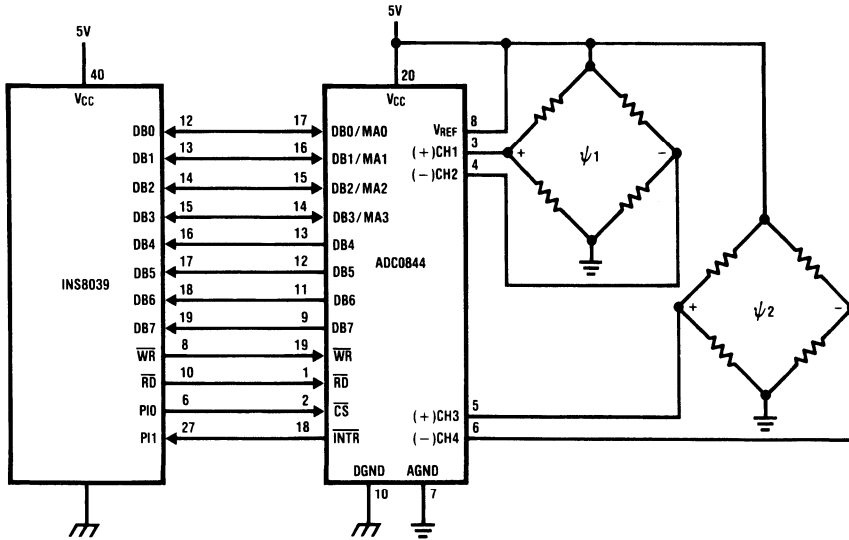 5V
5V
40
20
VCC
VCC
DB0 12 17 DB0/MA0
VREF 8
DB1 13 16 DB1/MA1
(+)CH1 3
DB2 14 15 DB2/MA2
(−)CH2 4
DB3 15 14 DB3/MA3
DB4 16 13 DB4
DB5 17 12 DB5
DB6 18 11 DB6
DB7 19 9 DB7
WR 8 19 WR
RD 10 1 RD
PI0 6 2 CS
PI1 27 18 INTR
INS8039
ADC0844
+ ψ1 −
+ ψ2 −
(+)CH3 5
(−)CH4 6
DGND AGND
10 7